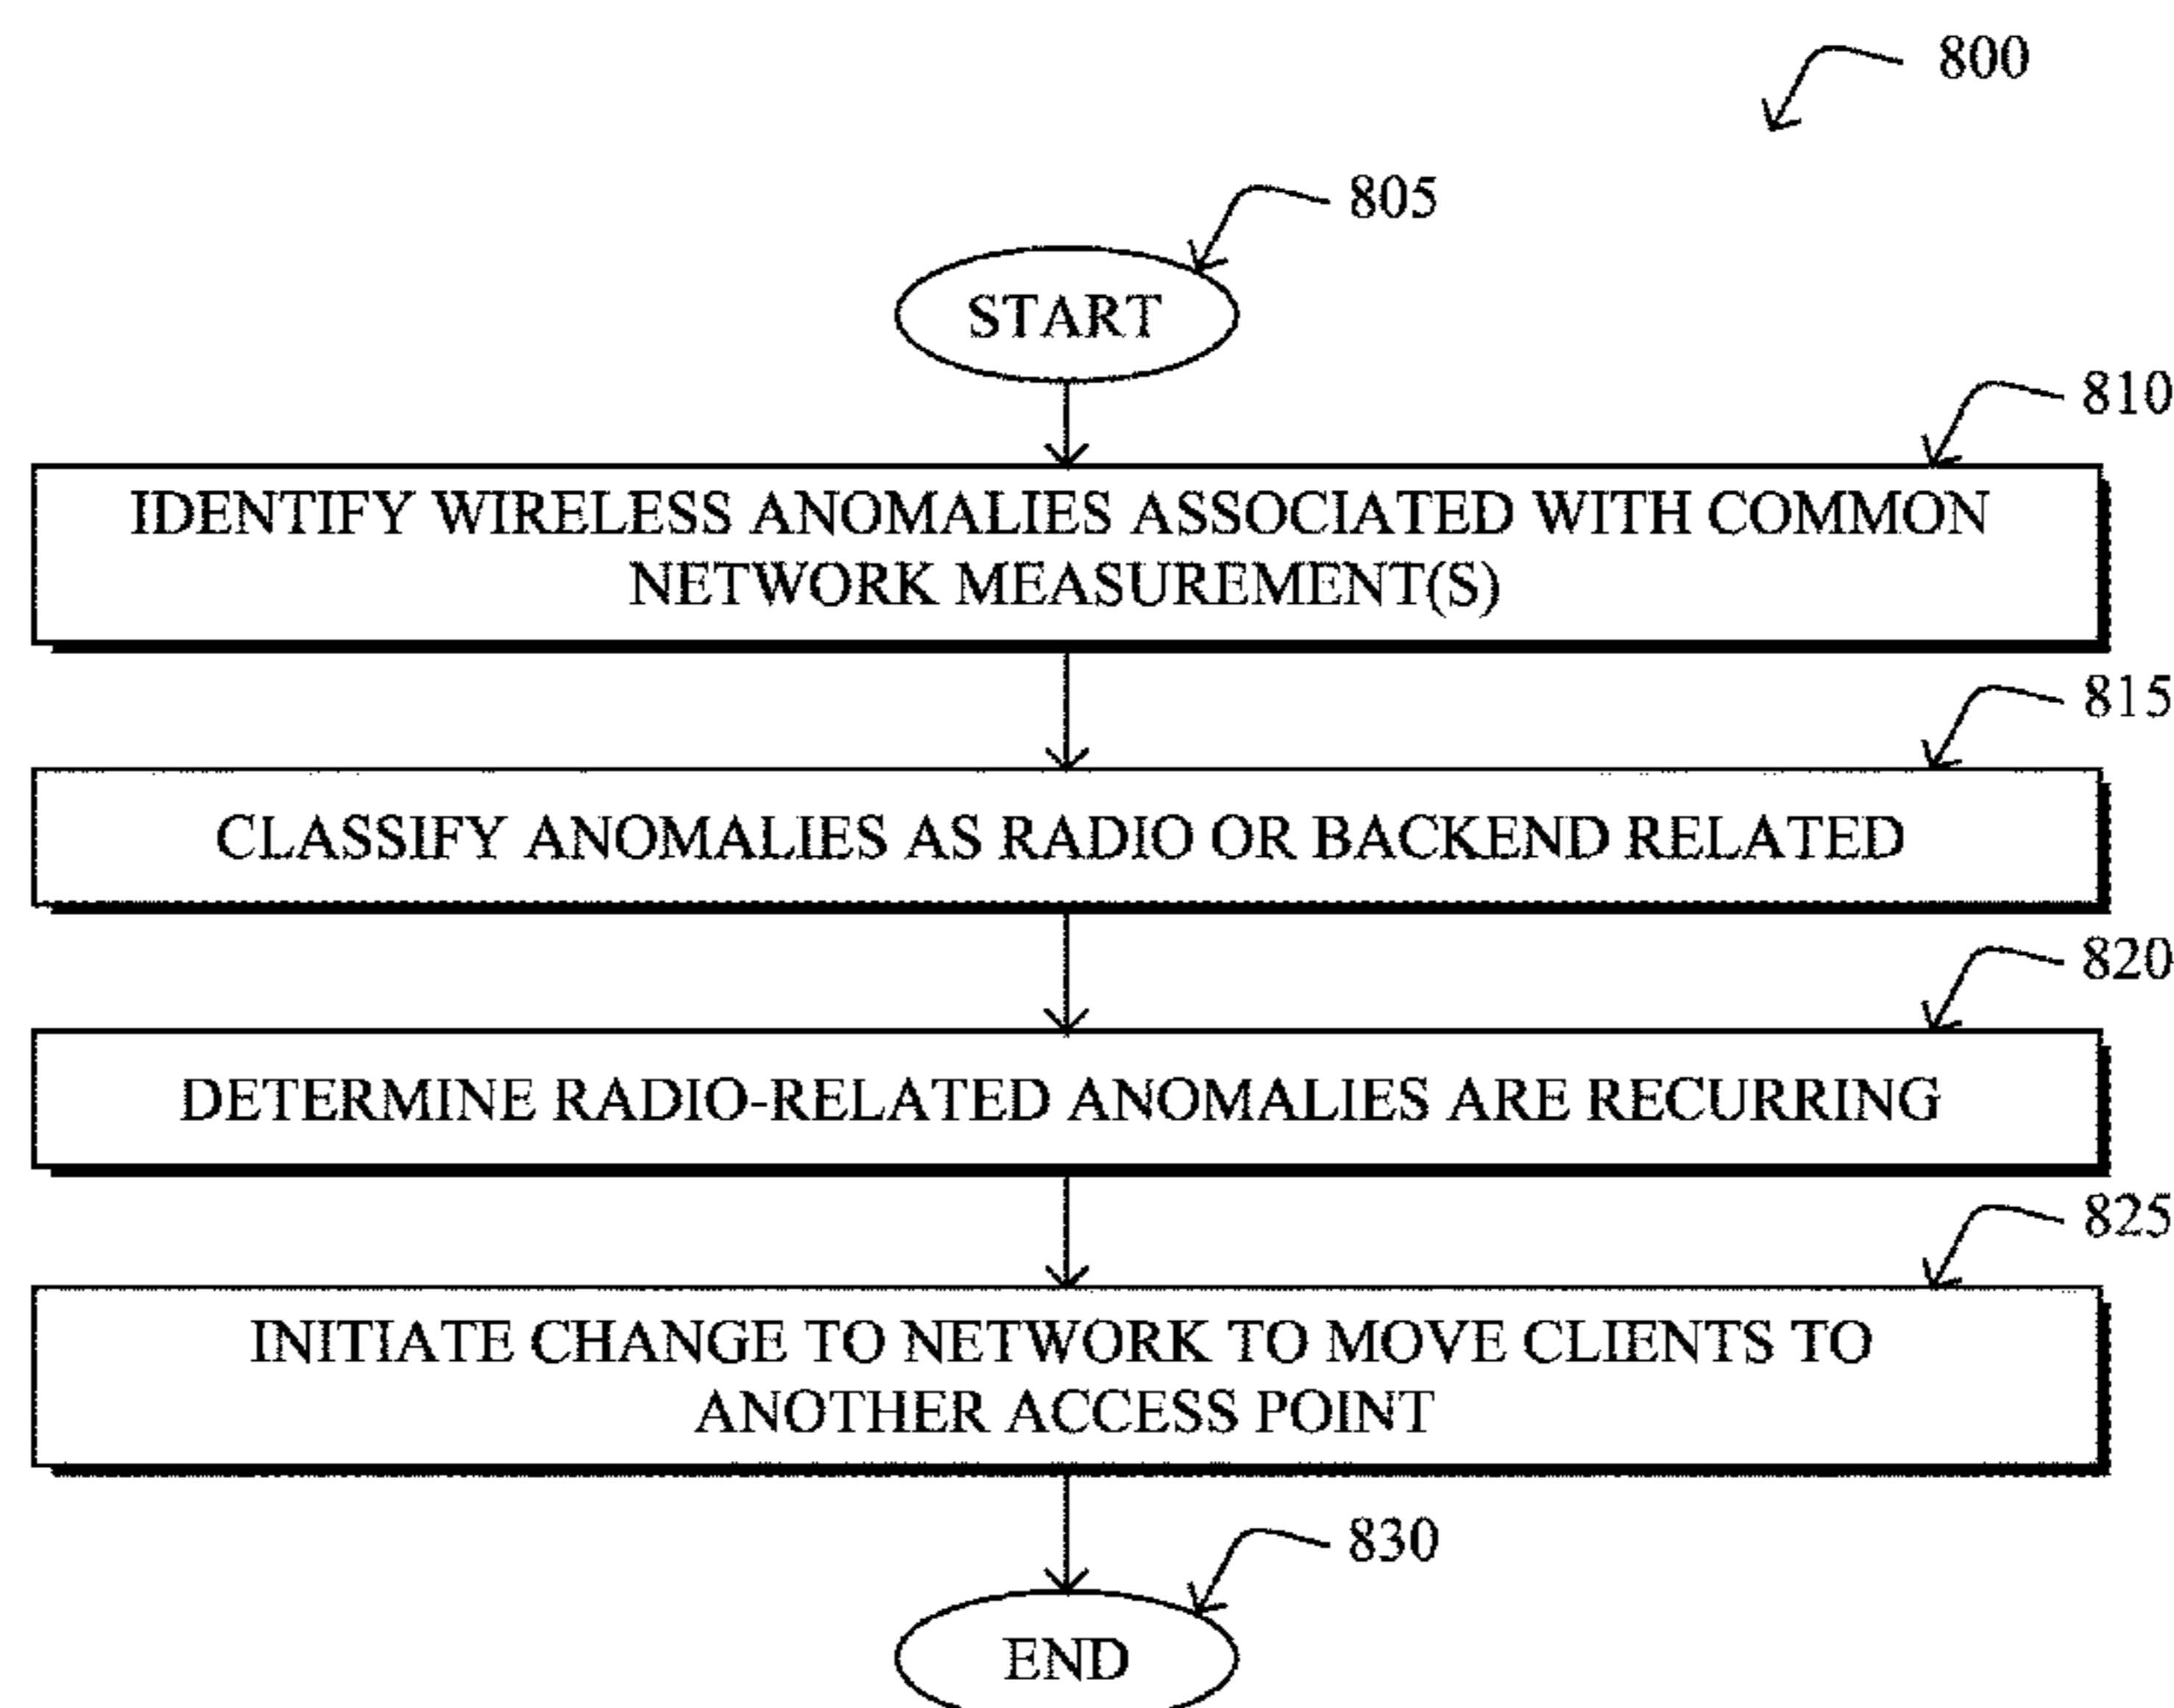 800
805
START
810
IDENTIFY WIRELESS ANOMALIES ASSOCIATED WITH COMMON
NETWORK MEASUREMENT(S)
815
CLASSIFY ANOMALIES AS RADIO OR BACKEND RELATED
820
DETERMINE RADIO-RELATED ANOMALIES ARE RECURRING
825
INITIATE CHANGE TO NETWORK TO MOVE CLIENTS TO
ANOTHER ACCESS POINT
830
END